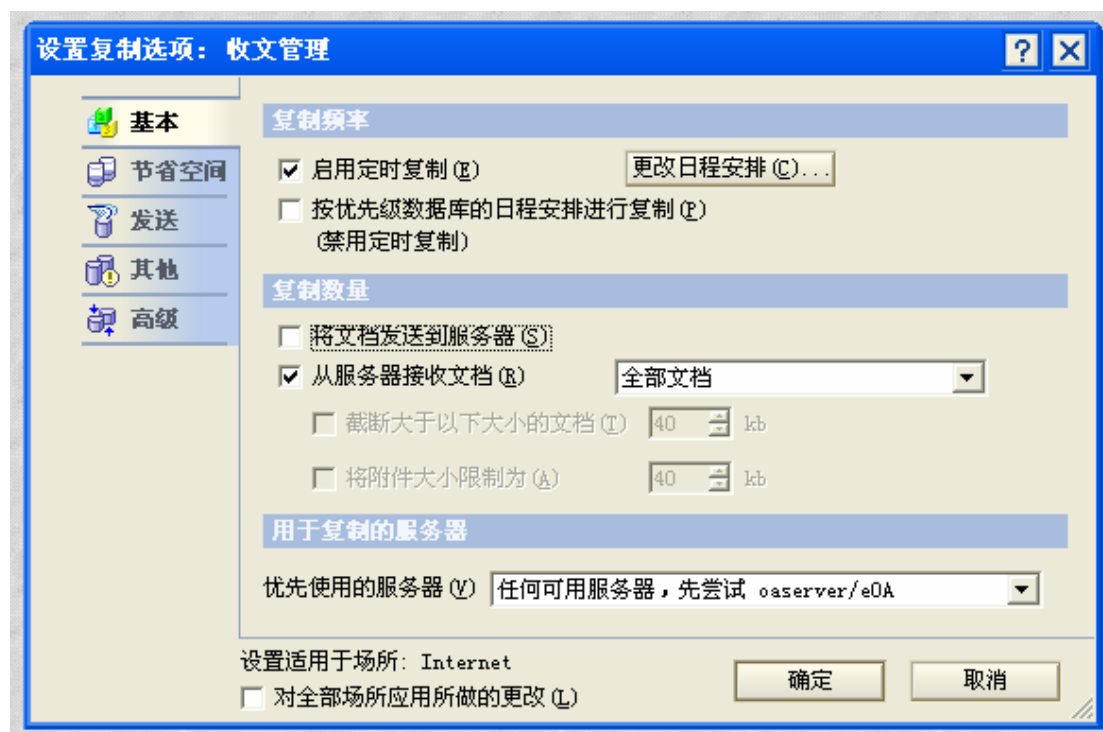 设置复制选项: 收文管理
基本
节省空间
发送
其他
高级
复制频率
启用定时复制(E) 更改日程安排(C)...
按优先级数据库的日程安排进行复制(P)
(禁用定时复制)
复制数量
将文档发送到服务器(S)
从服务器接收文档(R) 全部文档
截断大于以下大小的文档(T) 40 kb
将附件大小限制为(A) 40 kb
用于复制的服务器
优先使用的服务器(V) 任何可用服务器，先尝试 oaserver/eOA
设置适用于场所: Internet
对全部场所应用所做的更改(L)
确定 取消